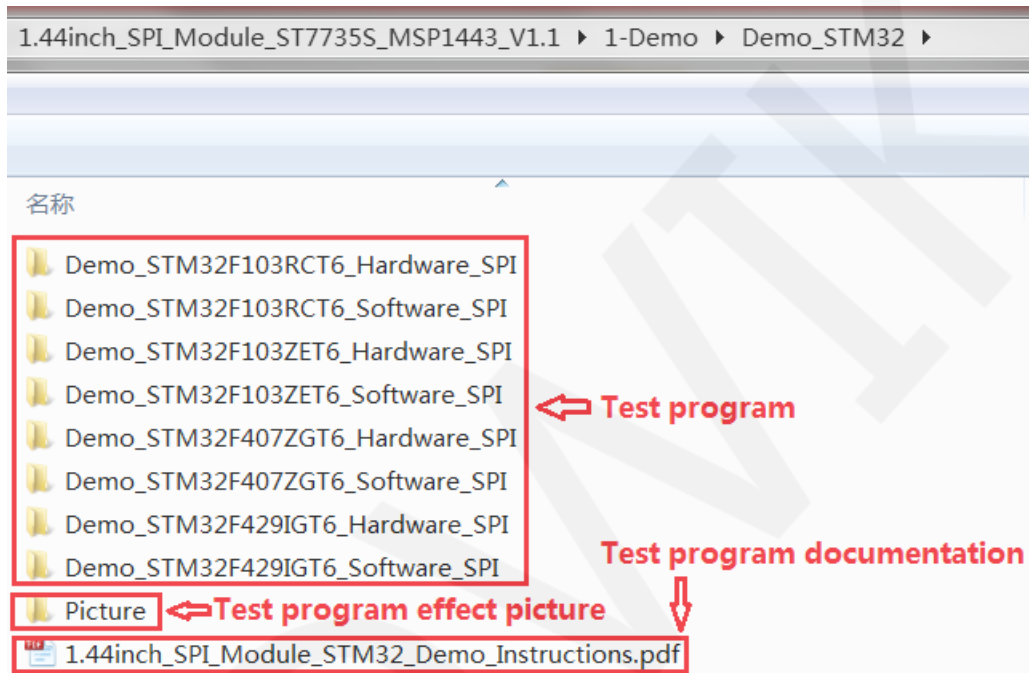 1.44inch_SPI_Module_ST7735S_MSP1443_V1.1 ▸ 1-Demo ▸ Demo_STM32 ▸
名称
Demo_STM32F103RCT6_Hardware_SPI
Demo_STM32F103RCT6_Software_SPI
Demo_STM32F103ZET6_Hardware_SPI
Demo_STM32F103ZET6_Software_SPI
Test program
Demo_STM32F407ZGT6_Hardware_SPI
Demo_STM32F407ZGT6_Software_SPI
Demo_STM32F429IGT6_Hardware_SPI
Demo_STM32F429IGT6_Software_SPI
Test program documentation
Picture
Test program effect picture
1.44inch_SPI_Module_STM32_Demo_Instructions.pdf